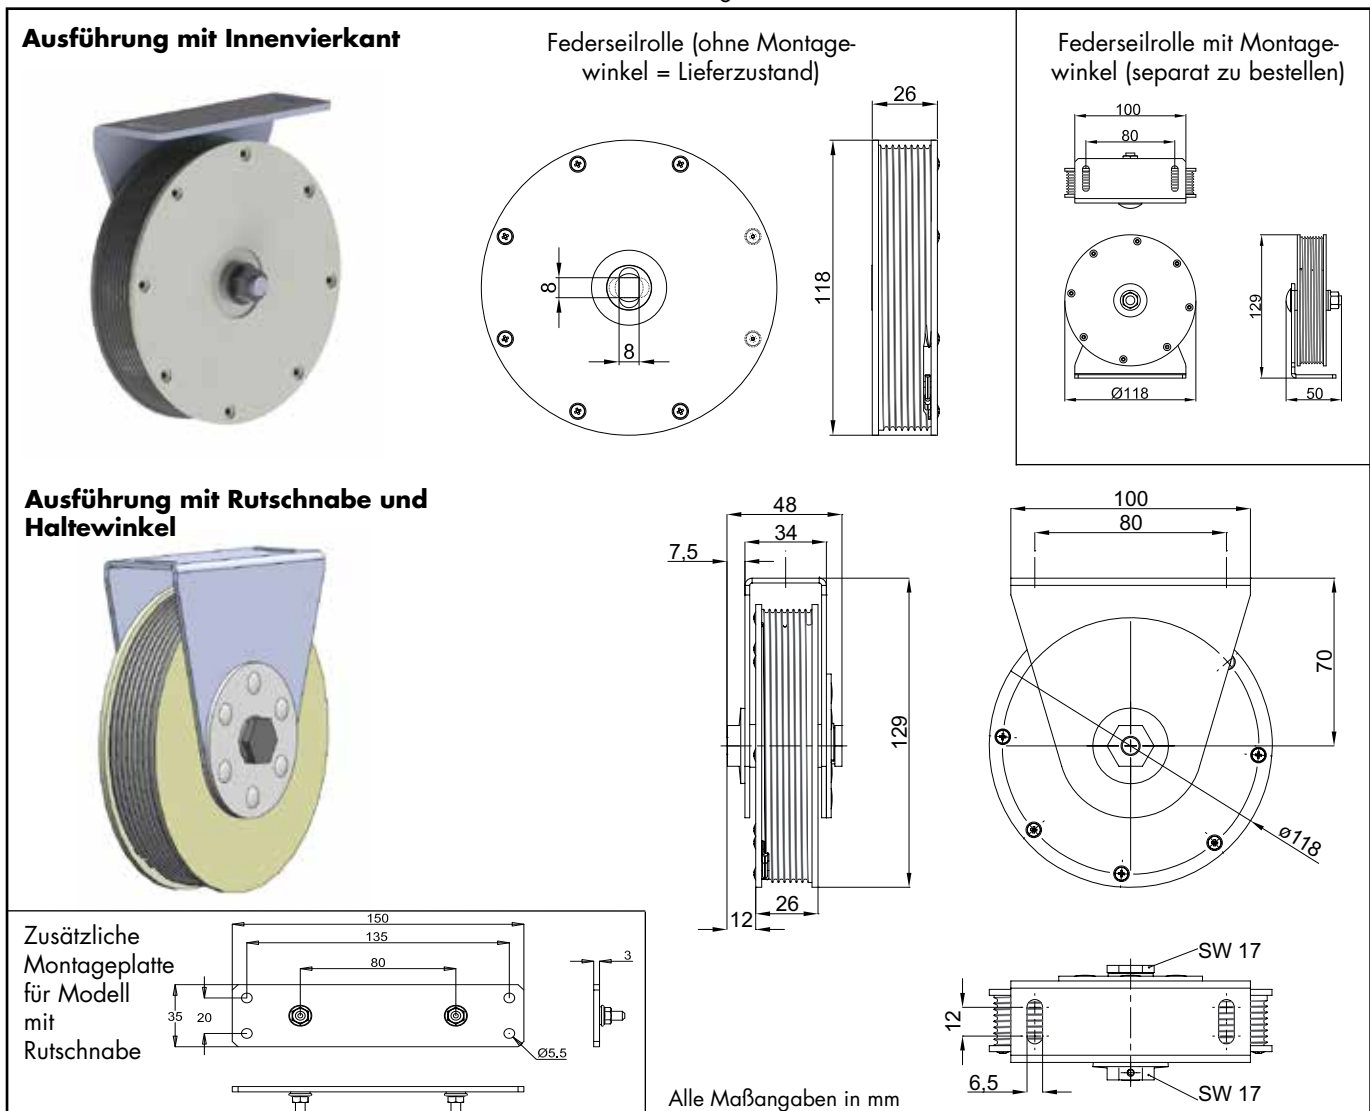 Ausführung mit Innenvierkant
Federseilrolle (ohne Montage-
winkel = Lieferzustand)
26
118
8
8
Federseilrolle mit Montage-
winkel (separat zu bestellen)
100
80
129
Ø118
50
Ausführung mit Rutschnabe und
Haltewinkel
48
34
7,5
129
12
26
100
80
70
ø118
Zusätzliche
Montageplatte
für Modell
mit
Rutschnabe
150
135
80
35
20
Ø5.5
3
SW 17
12
6,5
SW 17
Alle Maßangaben in mm